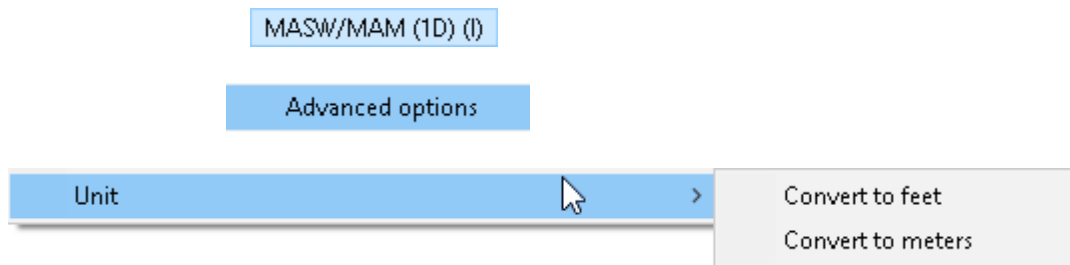 MASW/MAM (1D) (I)
Advanced options
Unit
Convert to feet
Convert to meters